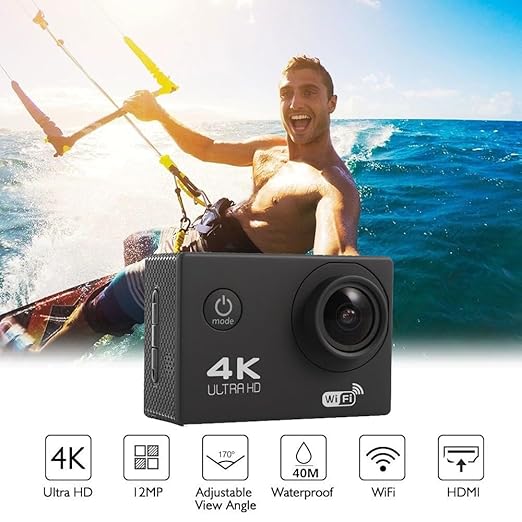 mode
4K
ULTRA HD
WiFi
4K
170°
40M
Ultra HD
12MP
Adjustable
View Angle
Waterproof
WiFi
HDMI